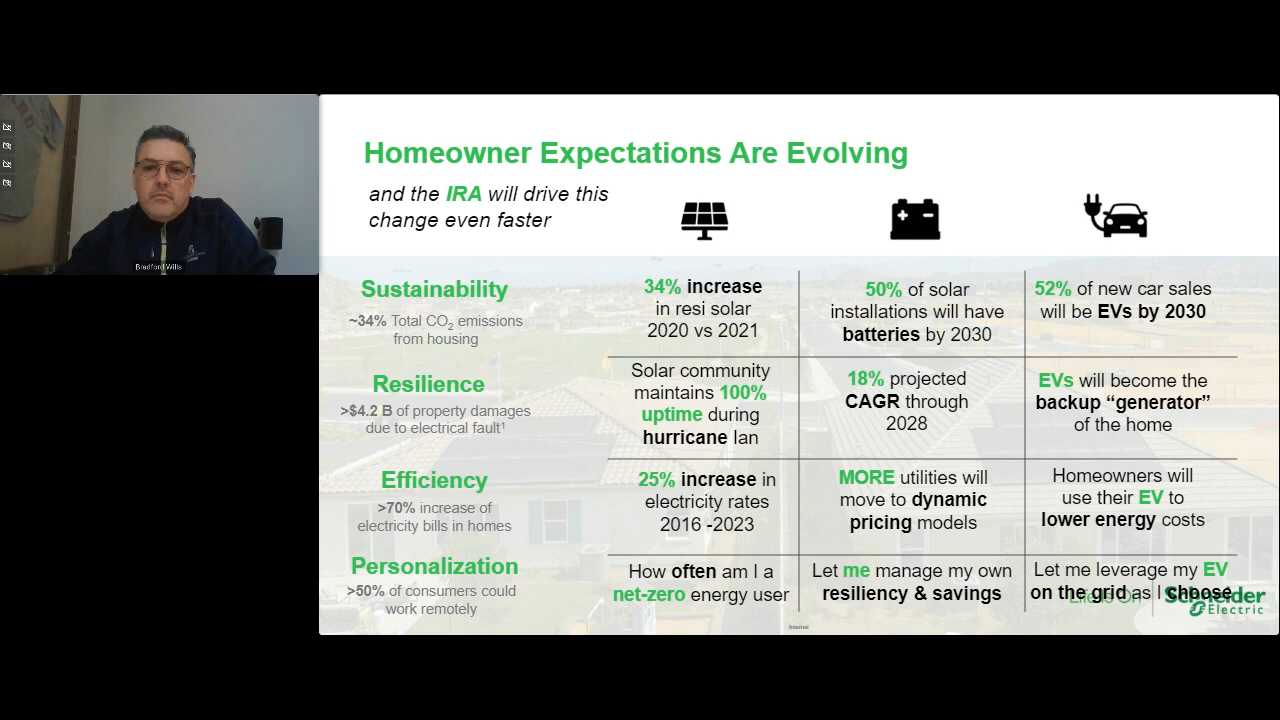 Bradford Wills
Homeowner Expectations Are Evolving
and the IRA will drive this
change even faster
Sustainability
~34% Total CO2 emissions
from housing
34% increase
in resi solar
2020 vs 2021
50% of solar
installations will have
batteries by 2030
52% of new car sales
will be EVs by 2030
Resilience
>$4.2 B of property damages
due to electrical fault¹
Solar community
maintains 100%
uptime during
hurricane Ian
18% projected
CAGR through
2028
EVs will become the
backup “generator”
of the home
Efficiency
>70% increase of
electricity bills in homes
25% increase in
electricity rates
2016 -2023
MORE utilities will
move to dynamic
pricing models
Homeowners will
use their EV to
lower energy costs
Personalization
>50% of consumers could
work remotely
How often am I a
net-zero energy user
Let me manage my own
resiliency & savings
Let me leverage my EV
on the grid as I choose
Life Is On
Schneider
Electric
Internal